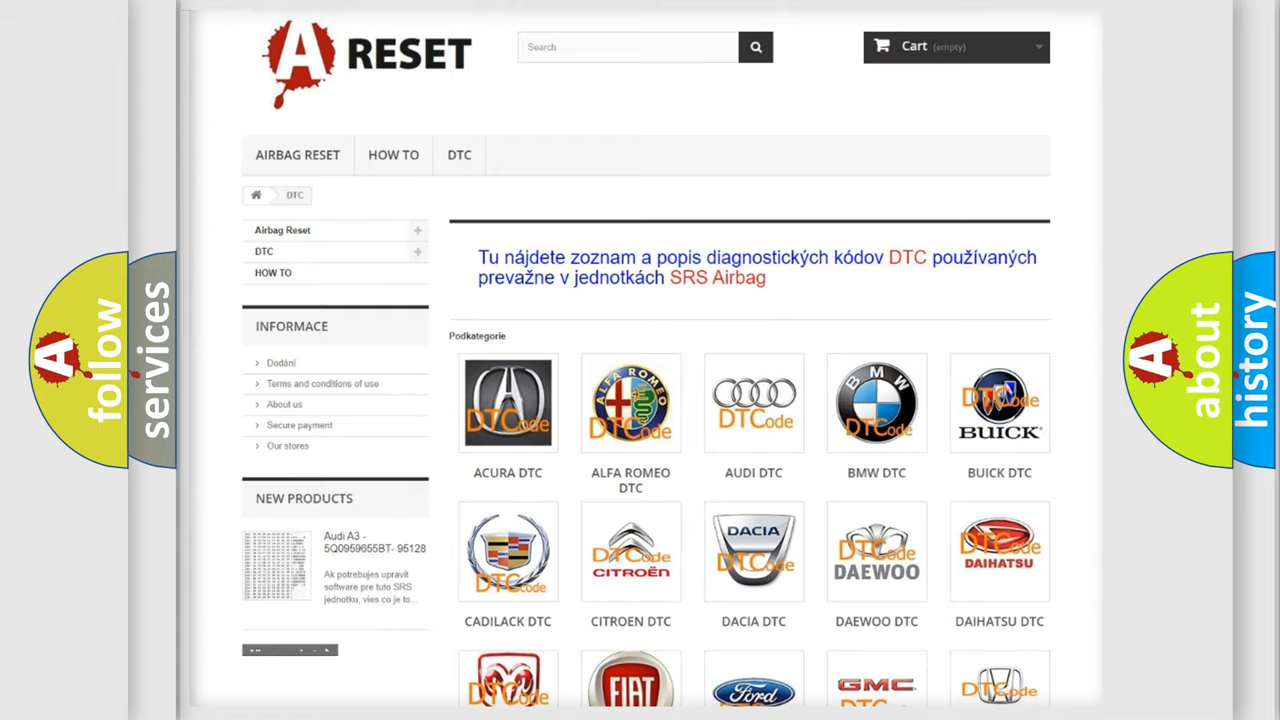 A RESET
Search
Cart (empty)
AIRBAG RESET
HOW TO
DTC
DTC
Airbag Reset
DTC
HOW TO
Tu nájdete zoznam a popis diagnostických kódov DTC používaných
prevažne v jednotkách SRS Airbag
INFORMACE
Dodání
Terms and conditions of use
About us
Secure payment
Our stores
Podkategorie
DTCode
ALFA ROMEO
DTCode
DTCode
BMW
DTCode
DTCode
BUICK
ACURA DTC
ALFA ROMEO
DTC
AUDI DTC
BMW DTC
BUICK DTC
NEW PRODUCTS
Audi A3 -
5Q0959655BT- 95128
Ak potrebujes upravit
software pre tuto SRS
jednotku, vies co je to...
DTCode
DTCode
CITROËN
DACIA
DTCode
DTCode
DAEWOO
DTCode
DAIHATSU
CADILACK DTC
CITROEN DTC
DACIA DTC
DAEWOO DTC
DAIHATSU DTC
DTCode
FIAT
Ford
GMC
DTCode
A follow
services
A about
history